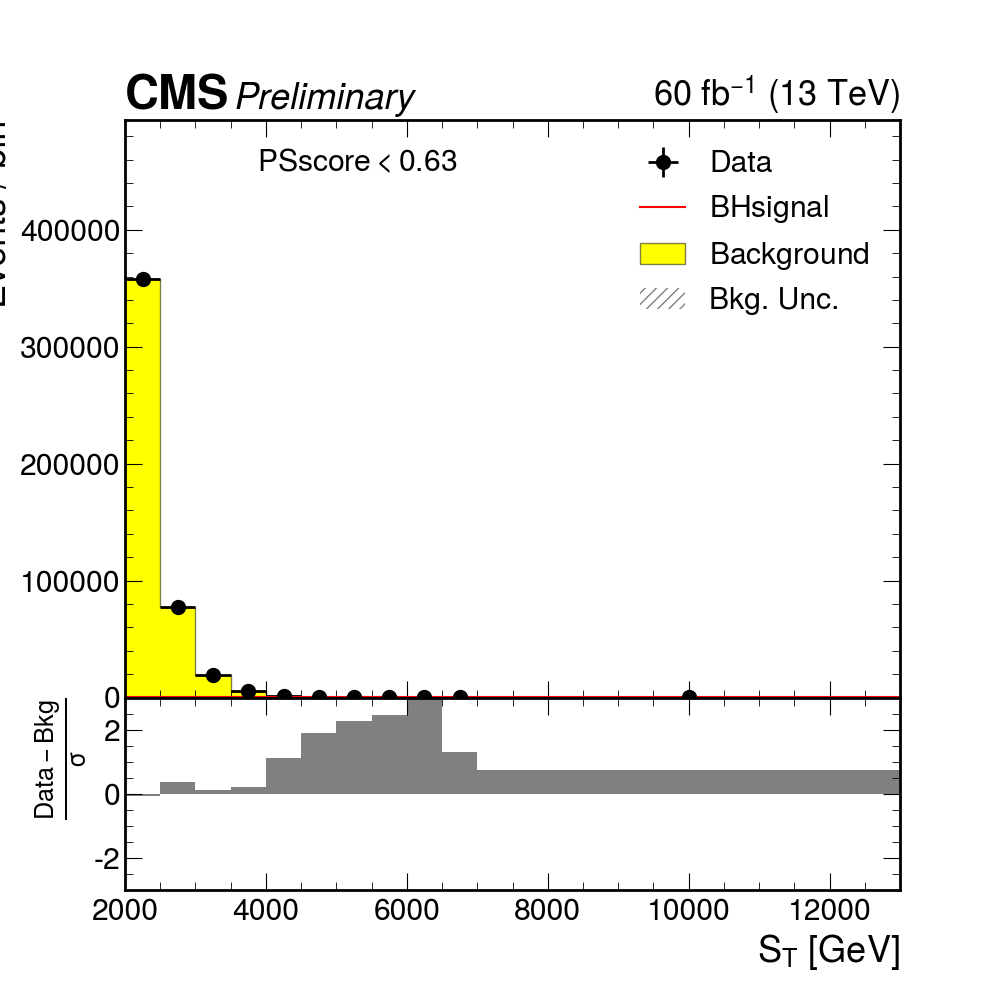 CMS Preliminary 60 fb⁻¹ (13 TeV)
PSscore < 0.63
Data
BHsignal
Background
Bkg. Unc.
400000
300000
200000
100000
0
Data – Bkg
σ
2
0
-2
2000 4000 6000 8000 10000 12000
S_T [GeV]